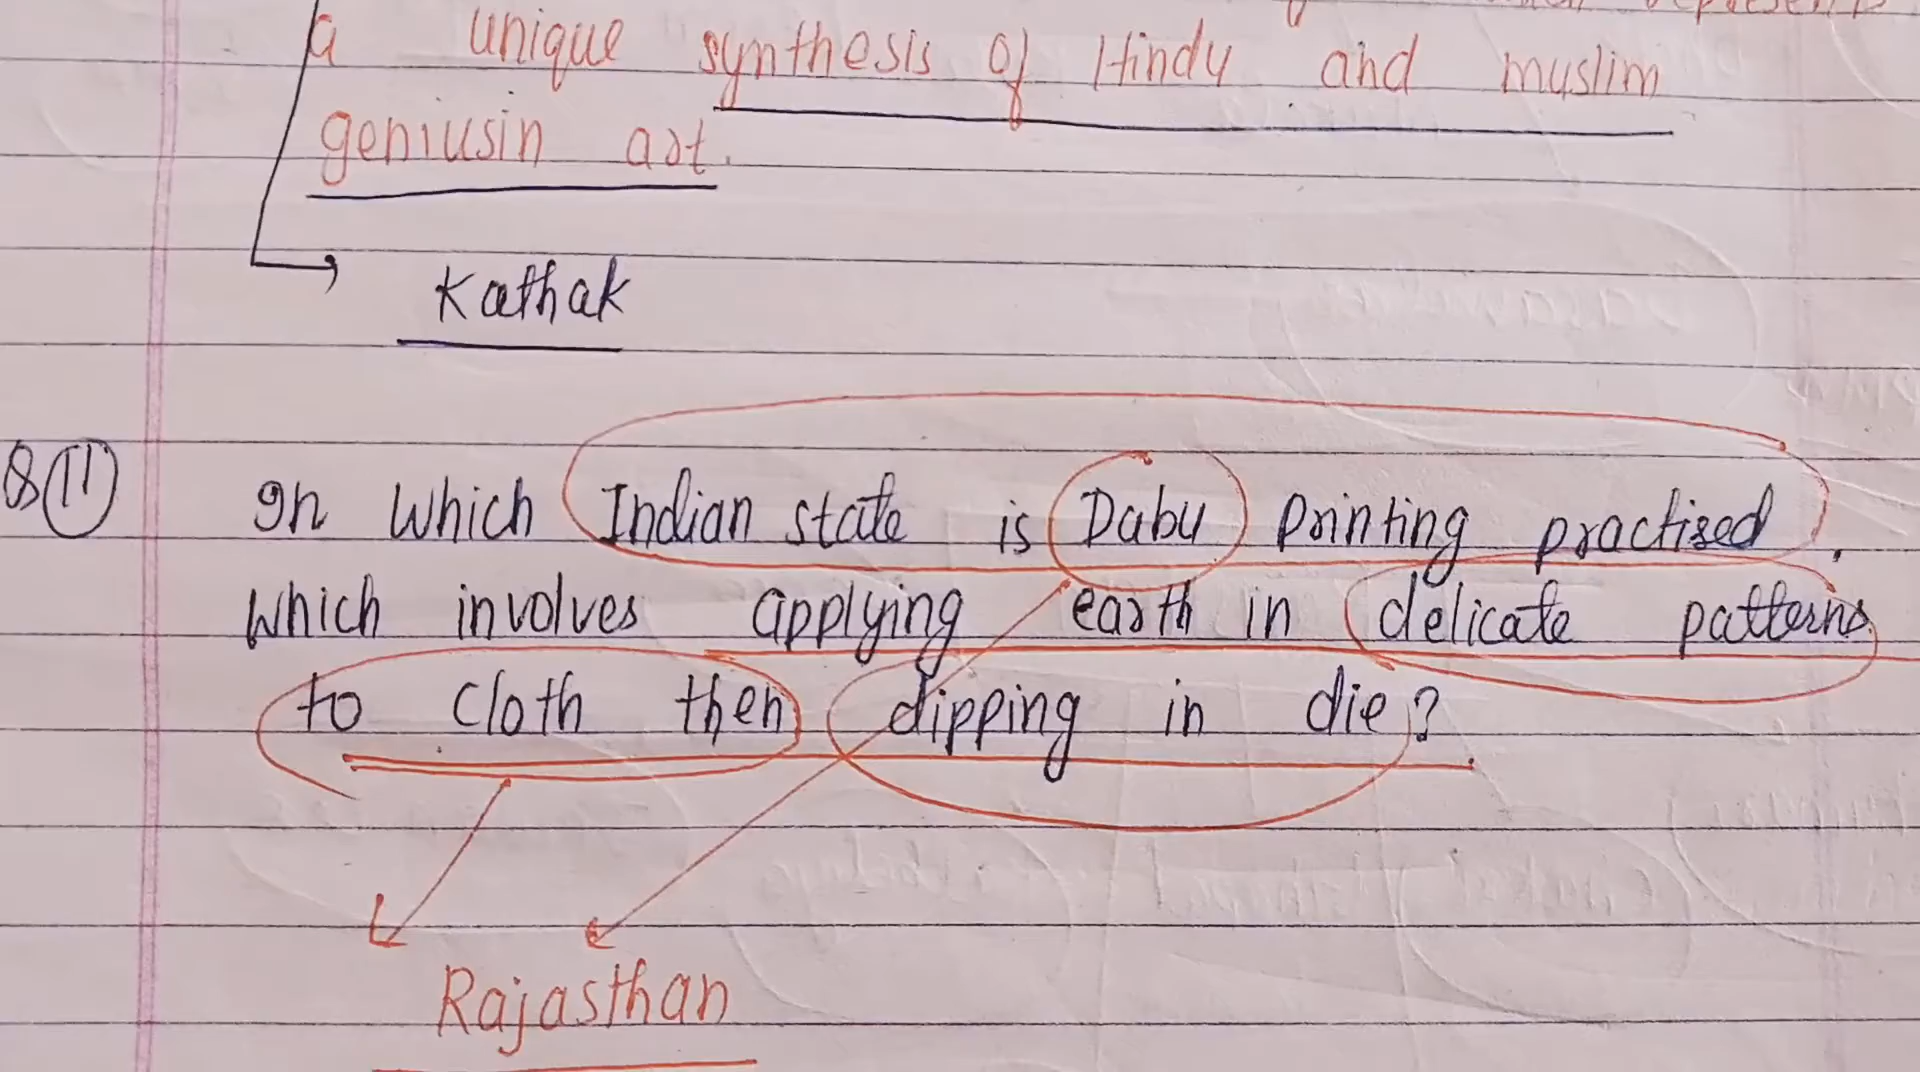 represents
a unique synthesis of Hindu and muslim
geniusin art.
Kathak
Q 11 In Which Indian state is Dabu printing practised
which involves applying earth in delicate patterns
to cloth then dipping in die?
Rajasthan